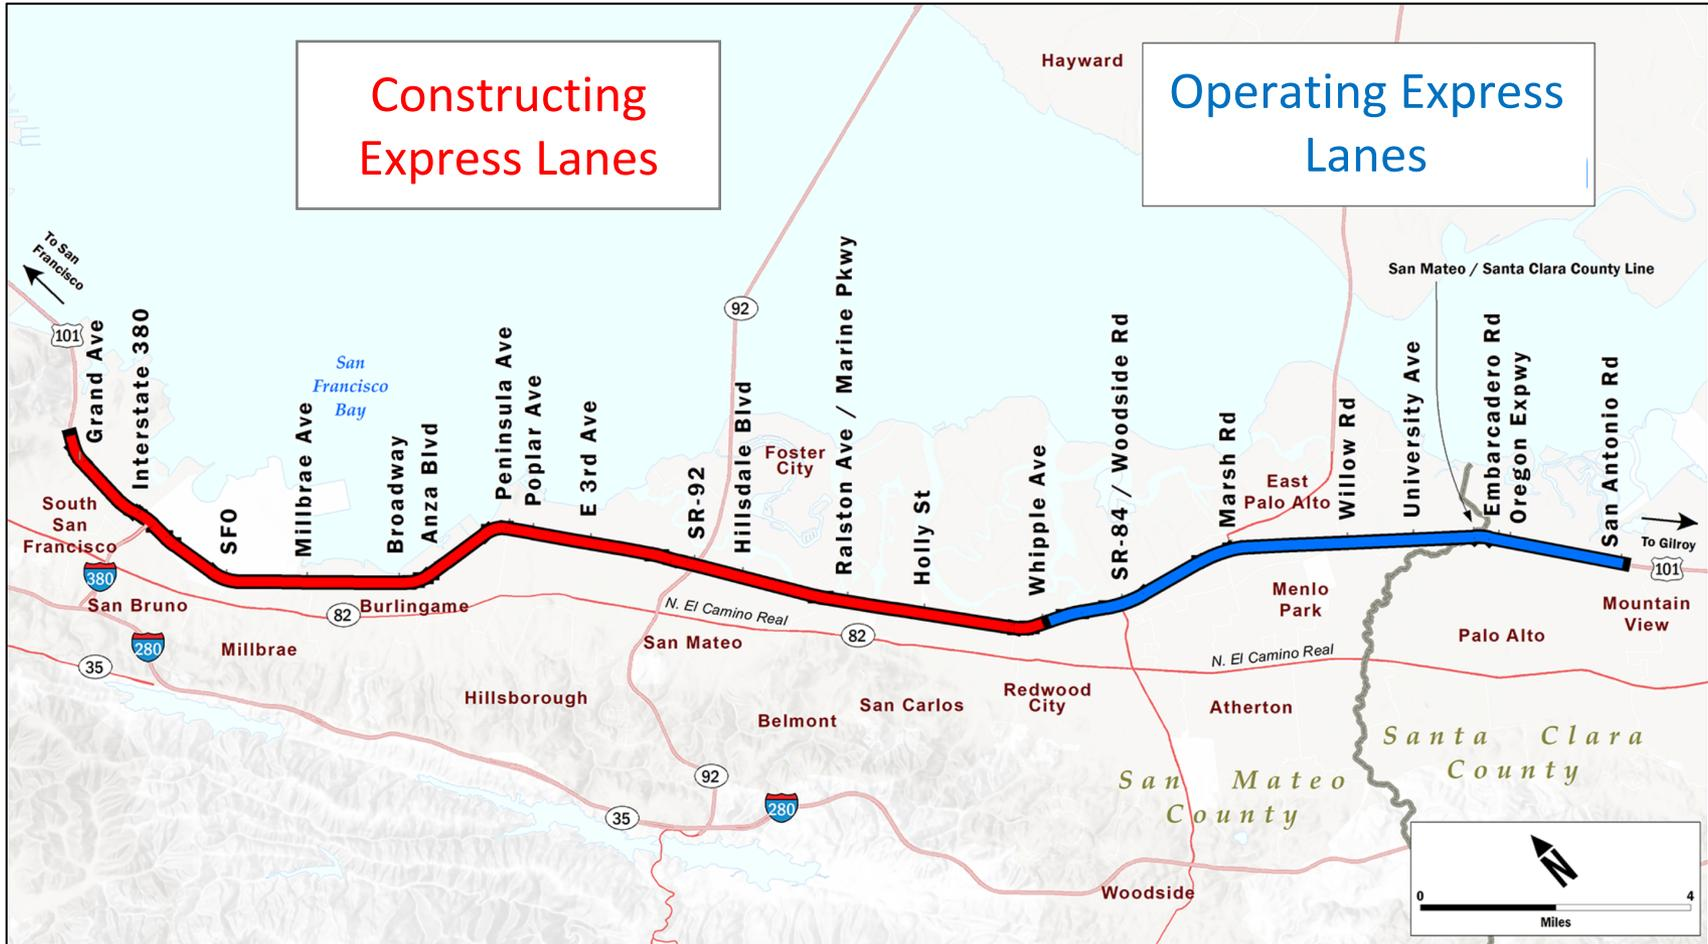 Constructing
Express Lanes
Operating Express
Lanes
Hayward
To San
Francisco
101
Grand Ave
Interstate 380
SFO
Millbrae Ave
Broadway
Anza Blvd
Peninsula Ave
Poplar Ave
E 3rd Ave
SR-92
Hillsdale Blvd
Ralston Ave / Marine Pkwy
Holly St
Whipple Ave
SR-84 / Woodside Rd
Marsh Rd
Willow Rd
University Ave
Embarcadero Rd
Oregon Expwy
San Antonio Rd
San Mateo / Santa Clara County Line
92
San
Francisco
Bay
Foster
City
East
Palo Alto
To Gilroy
101
South
San
Francisco
380
San Bruno
82
Burlingame
280
35
Millbrae
N. El Camino Real
82
San Mateo
Hillsborough
Belmont
San Carlos
Redwood
City
Menlo
Park
N. El Camino Real
Atherton
Palo Alto
Mountain
View
Santa Clara
County
San Mateo
County
92
280
35
Woodside
N
0
4
Miles